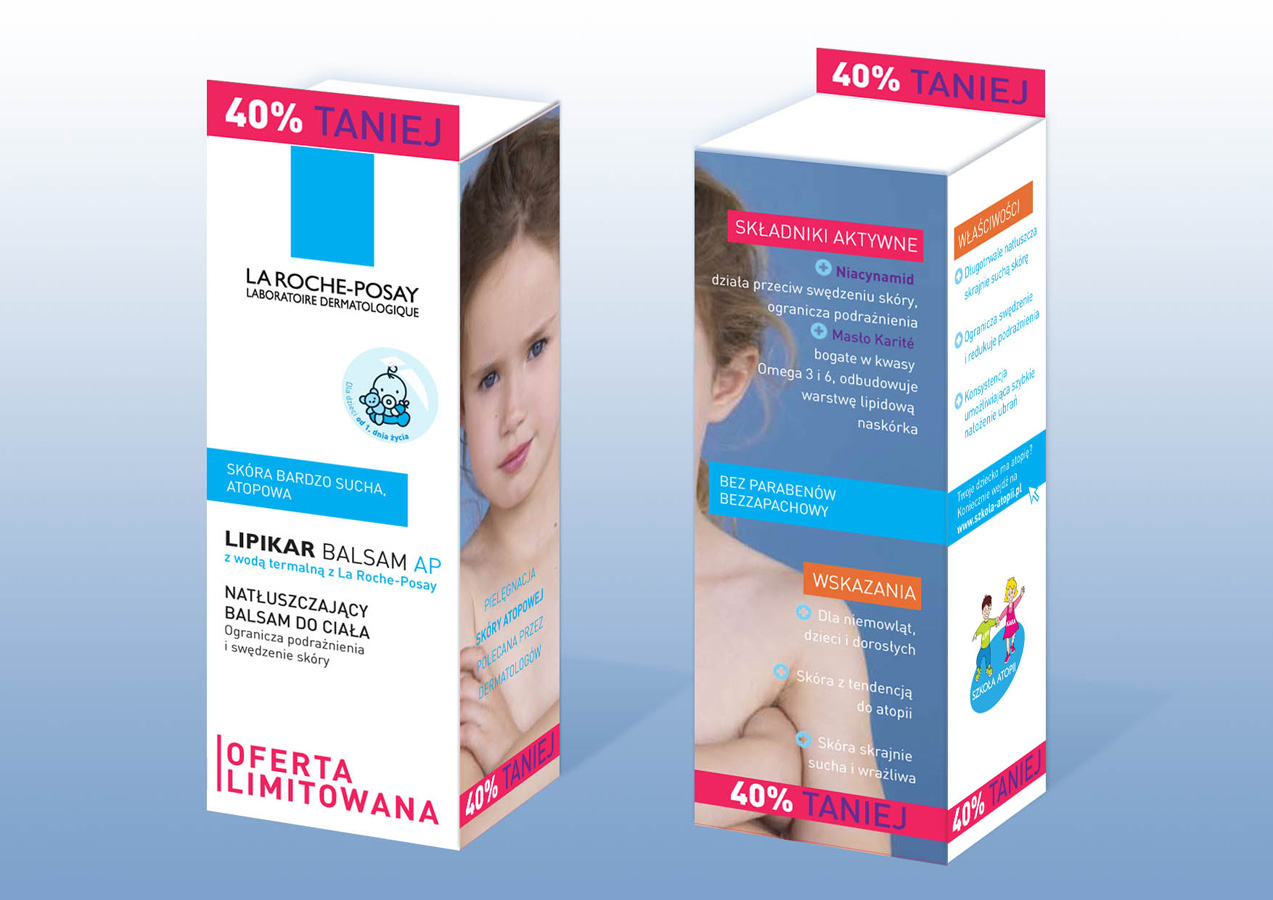 40% TANIEJ
LA ROCHE-POSAY
LABORATOIRE DERMATOLOGIQUE
Dla dzieci od 1. dnia życia
SKÓRA BARDZO SUCHA,
ATOPOWA
LIPIKAR BALSAM AP
z wodą termalną z La Roche-Posay
NATŁUSZCZAJĄCY
BALSAM DO CIAŁA
Ogranicza podrażnienia
i swędzenie skóry
OFERTA
LIMITOWANA
PIELĘGNACJA
SKÓRY ATOPOWEJ
POLECANA PRZEZ
DERMATOLOGÓW
40% TANIEJ
40% TANIEJ
SKŁADNIKI AKTYWNE
Niacynamid
działa przeciw swędzeniu skóry,
ogranicza podrażnienia
Masło Karité
bogate w kwasy
Omega 3 i 6, odbudowuje
warstwę lipidową
naskórka
BEZ PARABENÓW
BEZZAPACHOWY
WSKAZANIA
Dla niemowląt,
dzieci i dorosłych
Skóra z tendencją
do atopii
Skóra skrajnie
sucha i wrażliwa
40% TANIEJ
WŁAŚCIWOŚCI
Długotrwale natłuszcza
skrajnie suchą skórę
Ogranicza swędzenie
i redukuje podrażnienia
Konsystencja
umożliwiająca szybkie
nałożenie ubrań
Twoje dziecko ma atopię?
Koniecznie wejdź na
www.szkola-atopii.pl
SZKOŁA ATOPII
40% TANIEJ